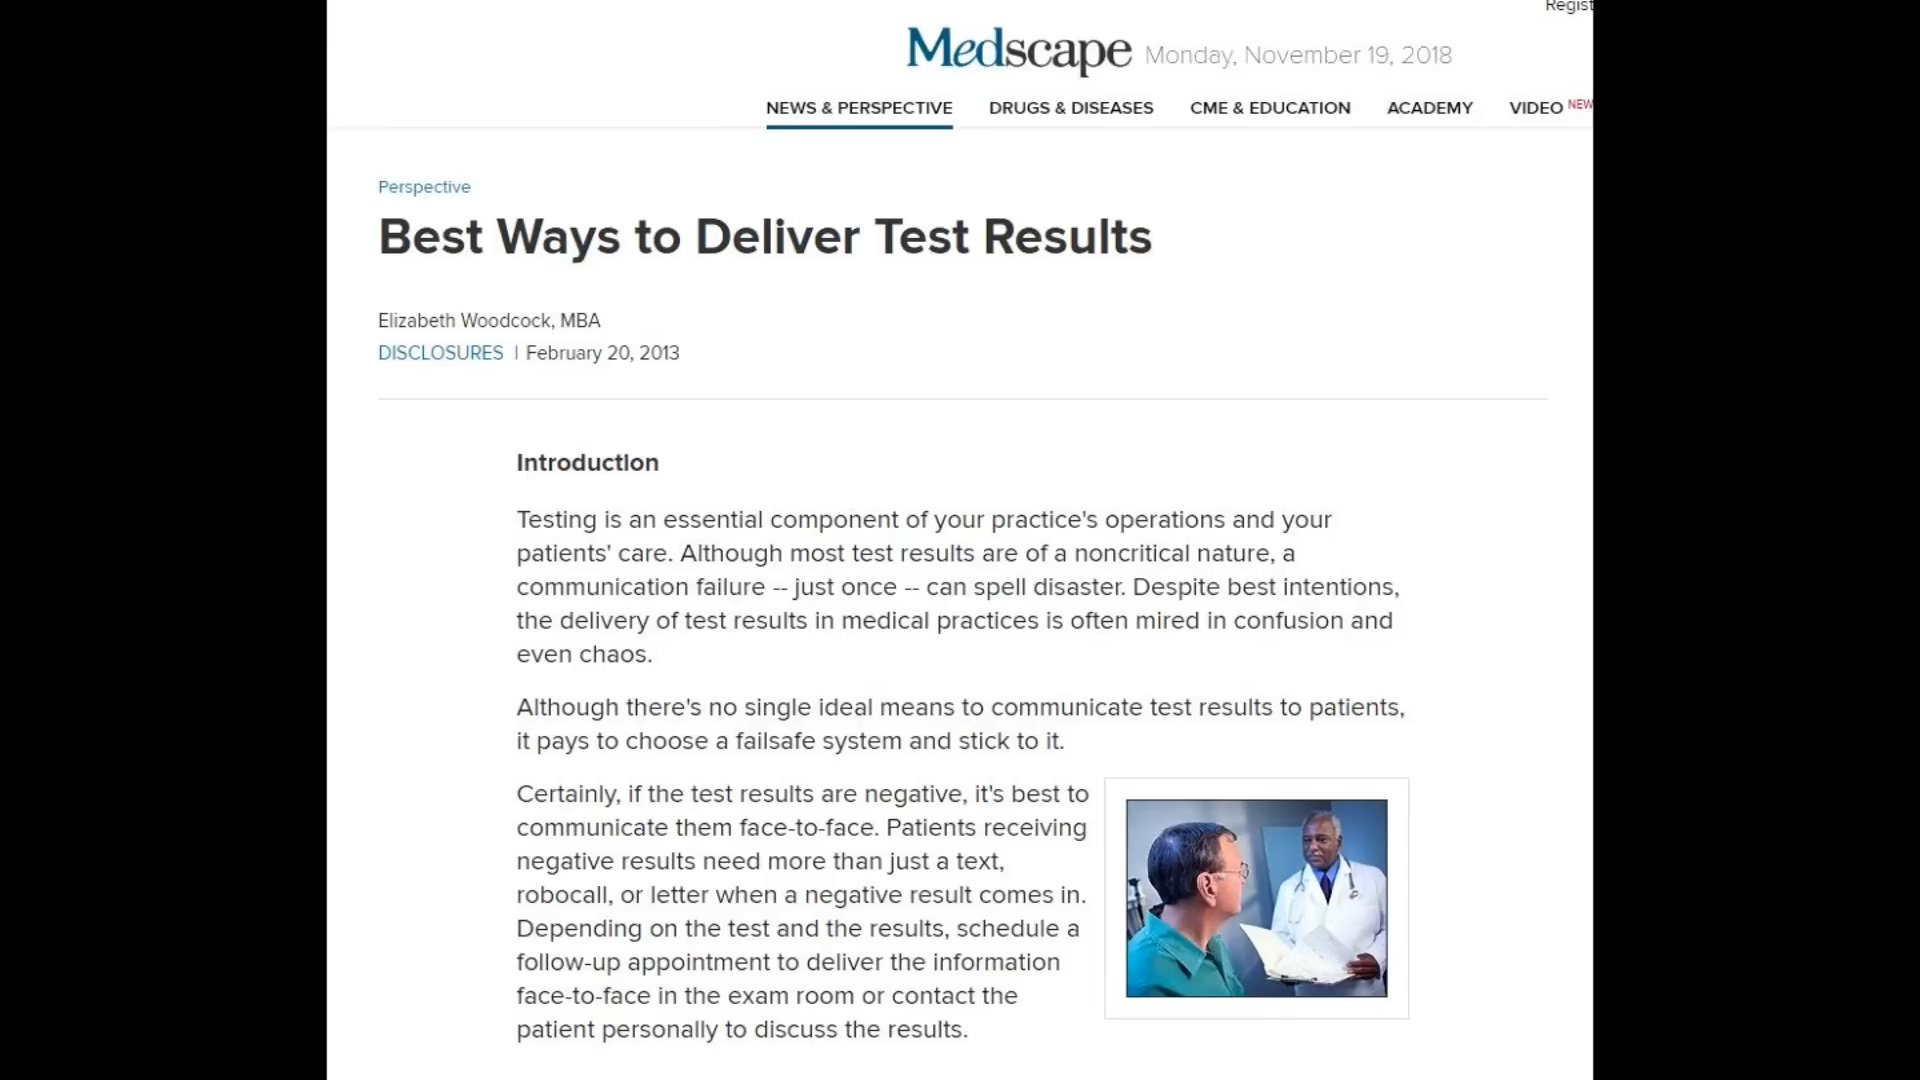 Regist
Medscape Monday, November 19, 2018
NEWS & PERSPECTIVE DRUGS & DISEASES CME & EDUCATION ACADEMY VIDEO NEW
Perspective
Best Ways to Deliver Test Results
Elizabeth Woodcock, MBA
DISCLOSURES | February 20, 2013
Introduction
Testing is an essential component of your practice's operations and your
patients' care. Although most test results are of a noncritical nature, a
communication failure -- just once -- can spell disaster. Despite best intentions,
the delivery of test results in medical practices is often mired in confusion and
even chaos.
Although there's no single ideal means to communicate test results to patients,
it pays to choose a failsafe system and stick to it.
Certainly, if the test results are negative, it's best to
communicate them face-to-face. Patients receiving
negative results need more than just a text,
robocall, or letter when a negative result comes in.
Depending on the test and the results, schedule a
follow-up appointment to deliver the information
face-to-face in the exam room or contact the
patient personally to discuss the results.